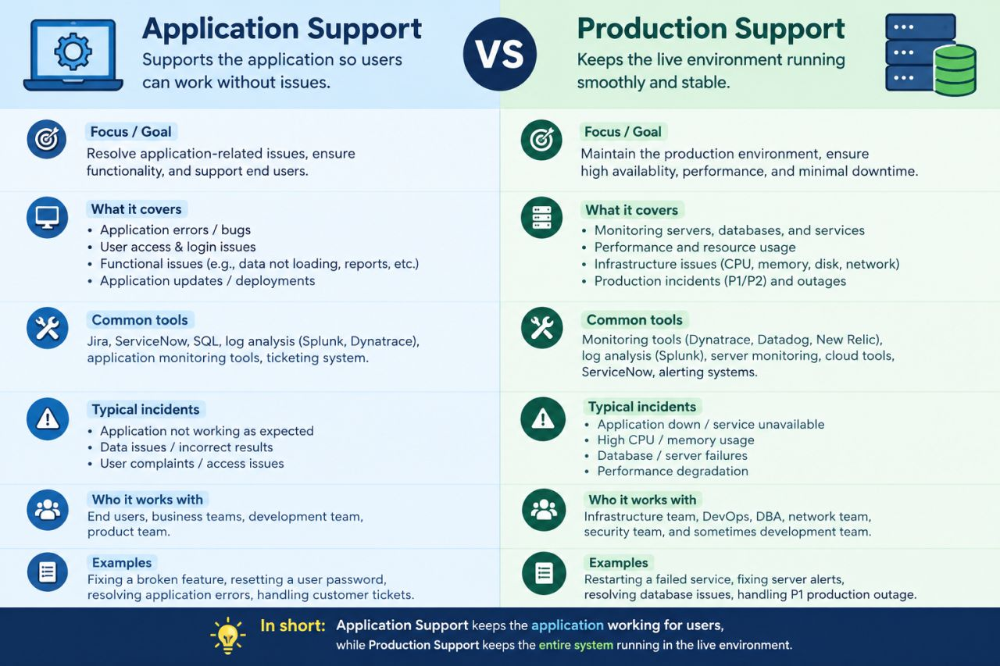 Application Support
Supports the application so users
can work without issues.
VS
Production Support
Keeps the live environment running
smoothly and stable.
Focus / Goal
Resolve application-related issues, ensure
functionality, and support end users.
Focus / Goal
Maintain the production environment, ensure
high availablity, performance, and minimal downtime.
What it covers
• Application errors / bugs
• User access & login issues
• Functional issues (e.g., data not loading, reports, etc.)
• Application updates / deployments
What it covers
• Monitoring servers, databases, and services
• Performance and resource usage
• Infrastructure issues (CPU, memory, disk, network)
• Production incidents (P1/P2) and outages
Common tools
Jira, ServiceNow, SQL, log analysis (Splunk, Dynatrace),
application monitoring tools, ticketing system.
Common tools
Monitoring tools (Dynatrace, Datadog, New Relic),
log analysis (Splunk), server monitoring, cloud tools,
ServiceNow, alerting systems.
Typical incidents
• Application not working as expected
• Data issues / incorrect results
• User complaints / access issues
Typical incidents
• Application down / service unavailable
• High CPU / memory usage
• Database / server failures
• Performance degradation
Who it works with
End users, business teams, development team,
product team.
Who it works with
Infrastructure team, DevOps, DBA, network team,
security team, and sometimes development team.
Examples
Fixing a broken feature, resetting a user password,
resolving application errors, handling customer tickets.
Examples
Restarting a failed service, fixing server alerts,
resolving database issues, handling P1 production outage.
In short: Application Support keeps the application working for users,
while Production Support keeps the entire system running in the live environment.